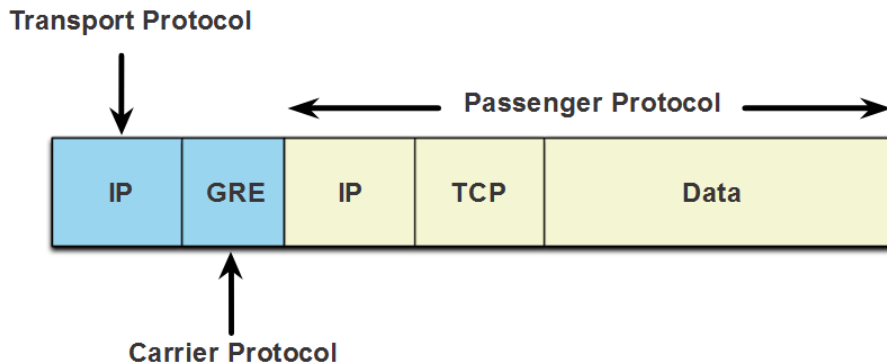 Transport Protocol
Passenger Protocol
IP GRE IP TCP Data
Carrier Protocol